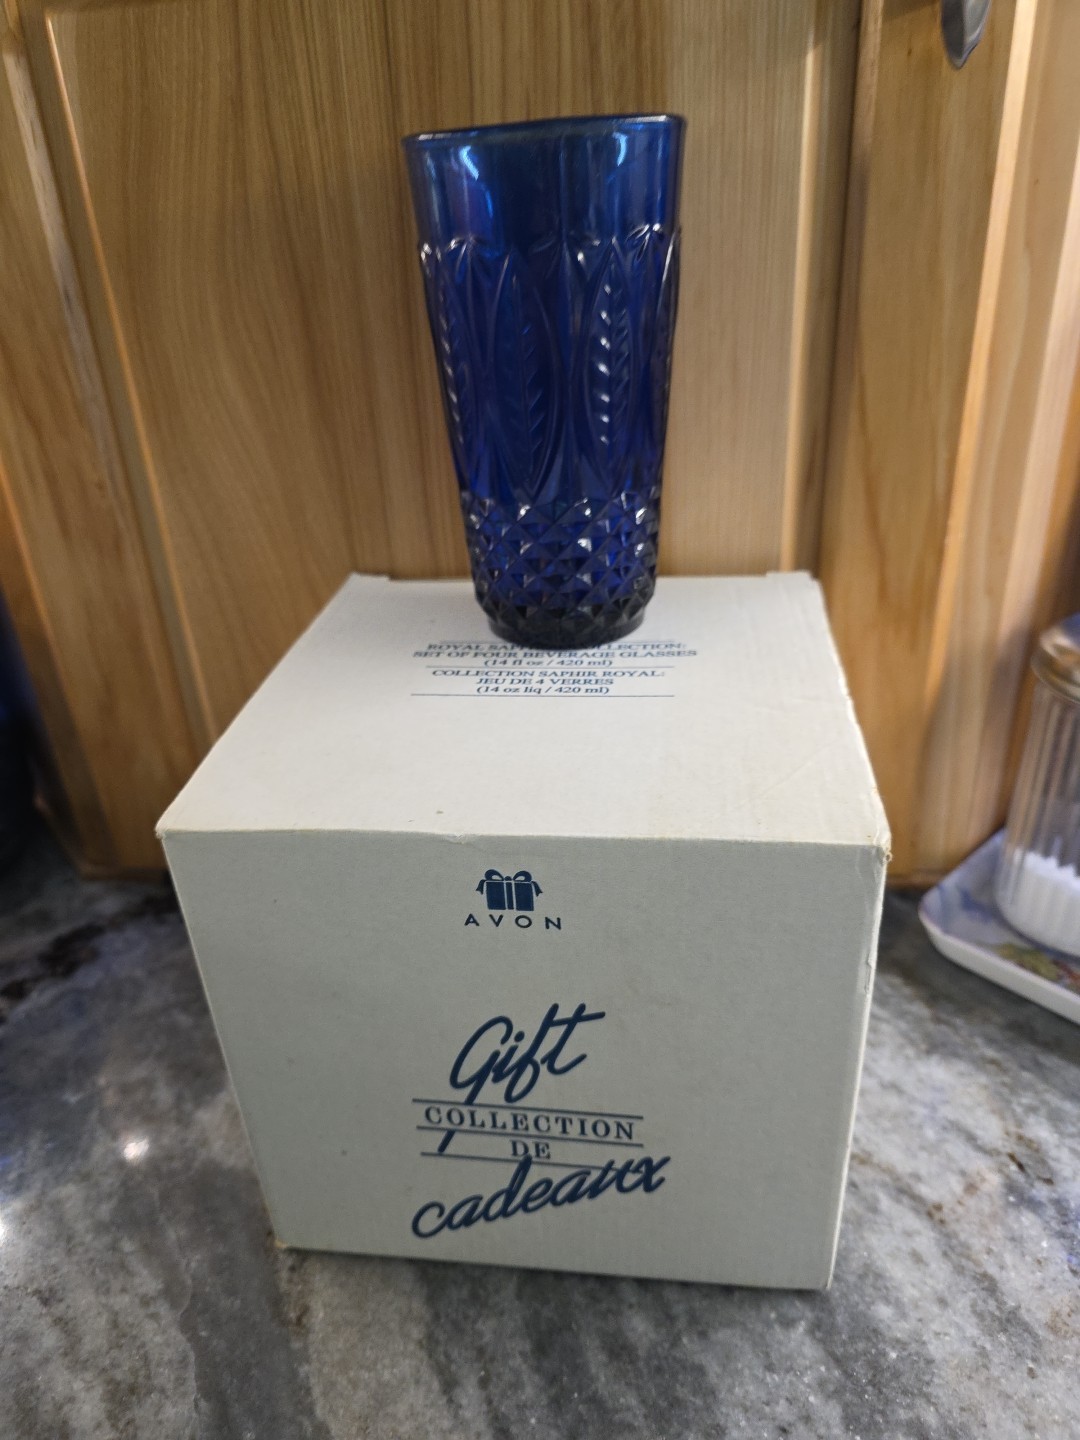 ROYAL SAPPHIRE COLLECTION:
SET OF FOUR BEVERAGE GLASSES
(14 fl oz / 420 ml)
COLLECTION SAPHIR ROYAL:
JEU DE 4 VERRES
(14 oz liq / 420 ml)
AVON
Gift
COLLECTION
DE
cadeaux